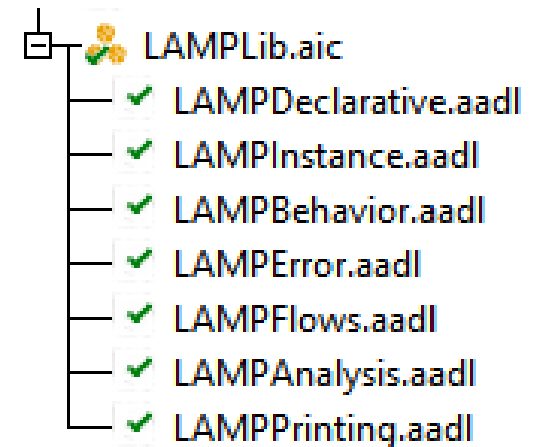 LAMPLib.aic
LAMPDeclarative.aadl
LAMPInstance.aadl
LAMPBehavior.aadl
LAMPError.aadl
LAMPFlows.aadl
LAMPAnalysis.aadl
LAMPPrinting.aadl